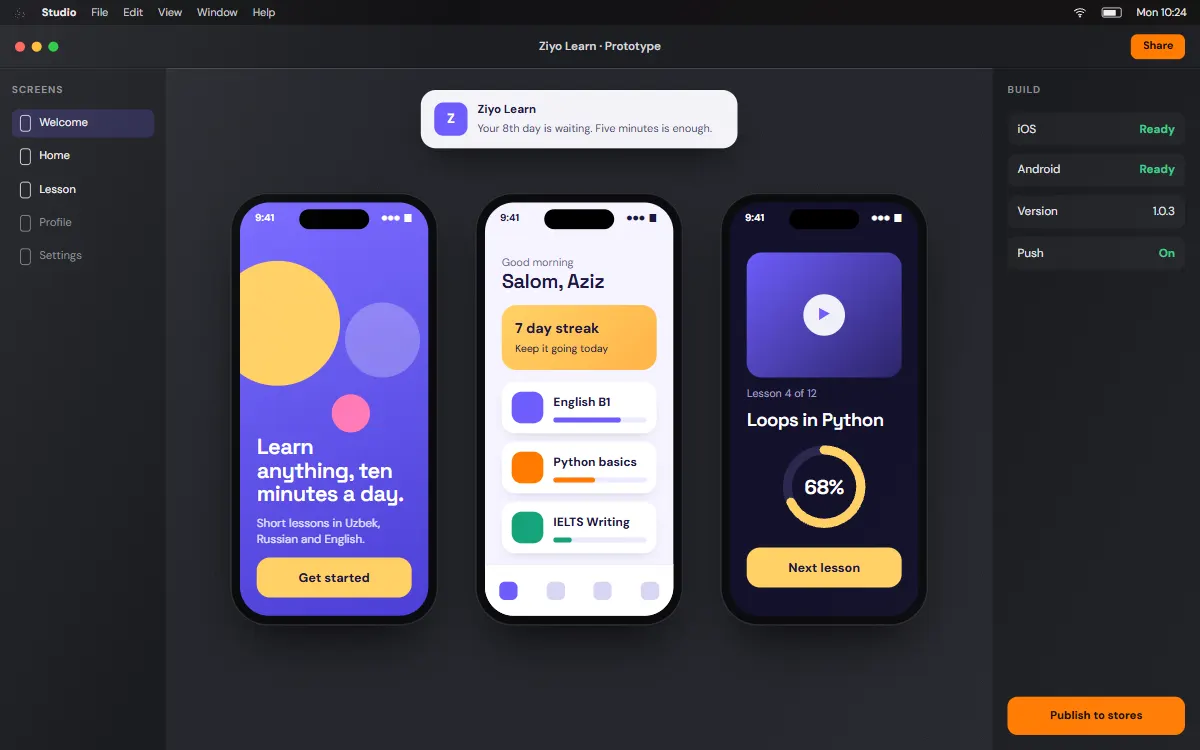 Studio File Edit View Window Help
Mon 10:24
Ziyo Learn · Prototype
Share
SCREENS
Welcome
Home
Lesson
Profile
Settings
Z
Ziyo Learn
Your 8th day is waiting. Five minutes is enough.
9:41
Learn
anything, ten
minutes a day.
Short lessons in Uzbek,
Russian and English.
Get started
9:41
Good morning
Salom, Aziz
7 day streak
Keep it going today
English B1
Python basics
IELTS Writing
9:41
Lesson 4 of 12
Loops in Python
68%
Next lesson
BUILD
iOS Ready
Android Ready
Version 1.0.3
Push On
Publish to stores